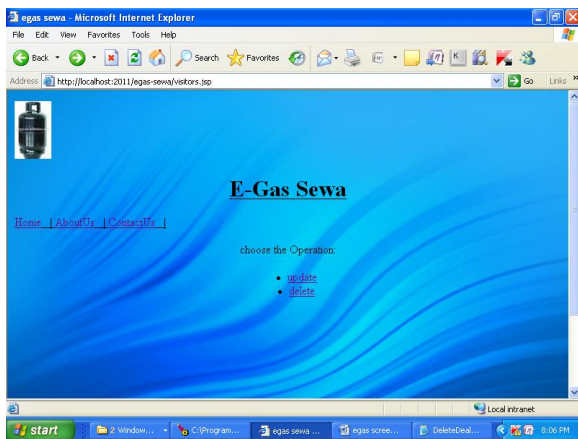 egas sewa - Microsoft Internet Explorer
File Edit View Favorites Tools Help
Back Search Favorites
Address http://localhost:2011/egas-sewa/visitors.jsp Go Links »
E-Gas Sewa
Home | AboutUs | ContactUs |
choose the Operation:
• update
• delete
Local intranet
start 2 Window... C:\Program... egas sewa ... egas scree... DeleteDeal... 8:06 PM